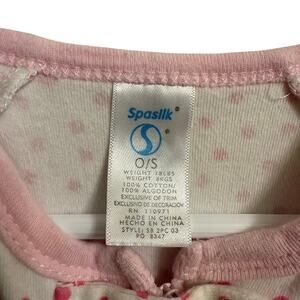 Spasilk®
O/S
WEIGHT 18LBS
WEIGHT 8KGS
100% COTTON/
100% ALGODON
EXCLUSIVE OF TRIM
EXCLUSIVO DE DECORACION
RN 110971
MADE IN CHINA
HECHO EN CHINA
STYLE: SB 2PC 03
PO 8347